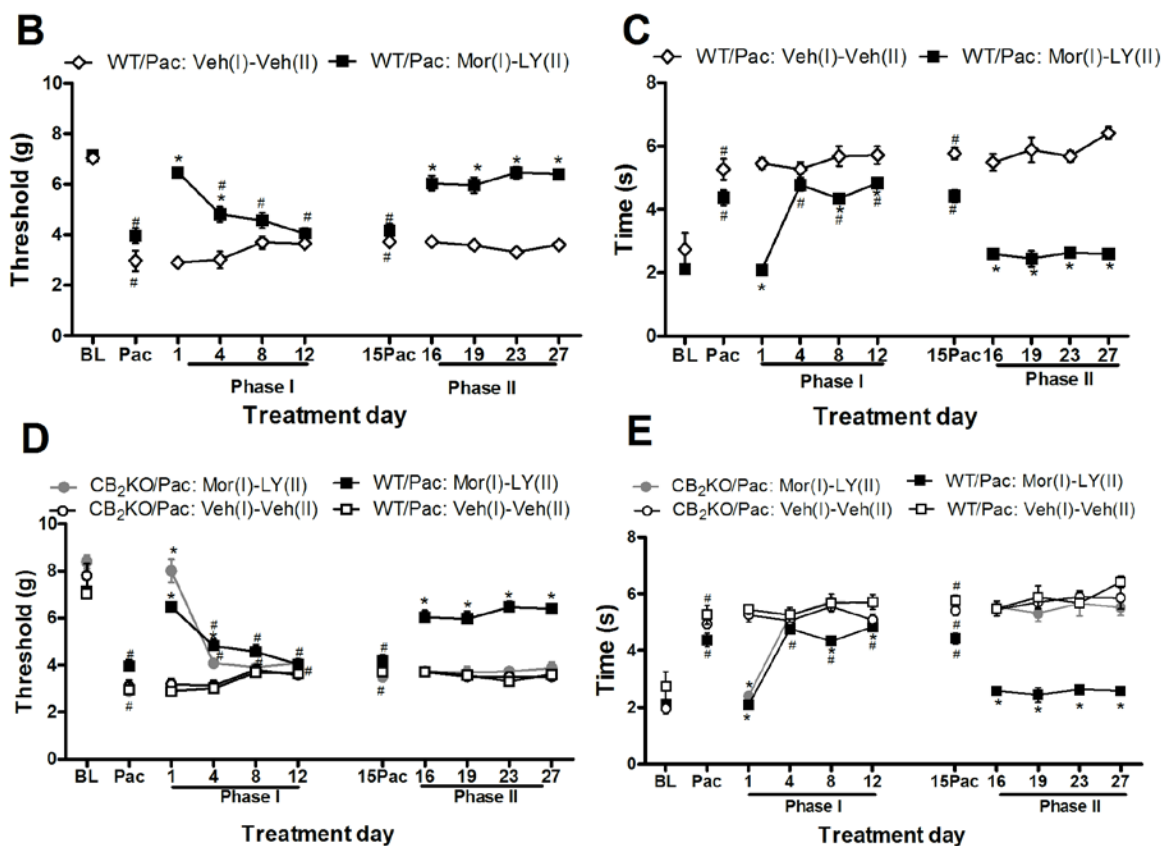 B
WT/Pac: Veh(I)-Veh(II) WT/Pac: Mor(I)-LY(II)
Threshold (g)
10
8
6
4
2
0
* # * # # # # # # * * * *
BL Pac 1 4 8 12 15Pac 16 19 23 27
Phase I Phase II
Treatment day
C
WT/Pac: Veh(I)-Veh(II) WT/Pac: Mor(I)-LY(II)
Time (s)
8
6
4
2
0
# # * # * # * # # # * * * *
BL Pac 1 4 8 12 15Pac 16 19 23 27
Phase I Phase II
Treatment day
D
CB₂KO/Pac: Mor(I)-LY(II) WT/Pac: Mor(I)-LY(II)
CB₂KO/Pac: Veh(I)-Veh(II) WT/Pac: Veh(I)-Veh(II)
Threshold (g)
10
8
6
4
2
0
# # * * # * # # # # # # * * * *
BL Pac 1 4 8 12 15Pac 16 19 23 27
Phase I Phase II
Treatment day
E
CB₂KO/Pac: Mor(I)-LY(II) WT/Pac: Mor(I)-LY(II)
CB₂KO/Pac: Veh(I)-Veh(II) WT/Pac: Veh(I)-Veh(II)
Time (s)
8
6
4
2
0
# # # * * # * # * # # # # * * * *
BL Pac 1 4 8 12 15Pac 16 19 23 27
Phase I Phase II
Treatment day